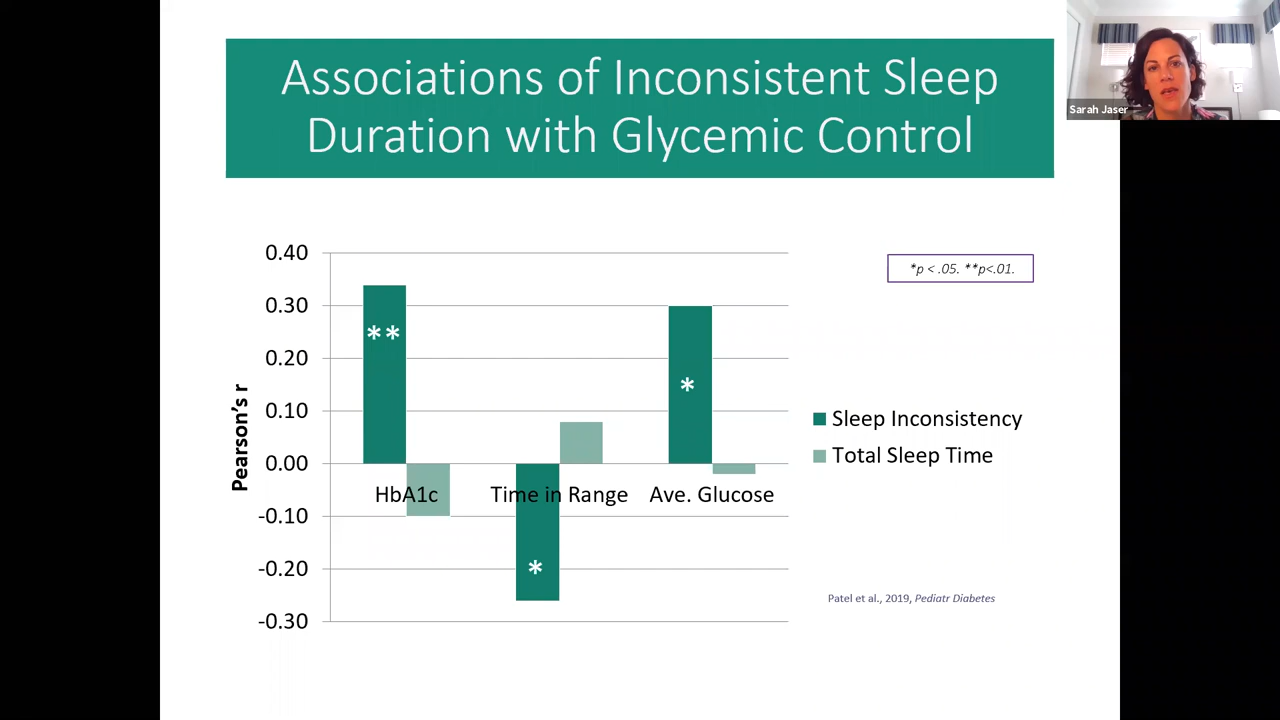 Associations of Inconsistent Sleep
Duration with Glycemic Control
Sarah Jaser
0.40
0.30
0.20
0.10
0.00
-0.10
-0.20
-0.30
Pearson's r
**
*
*
HbA1c
Time in Range
Ave. Glucose
*p < .05. **p<.01.
Sleep Inconsistency
Total Sleep Time
Patel et al., 2019, Pediatr Diabetes